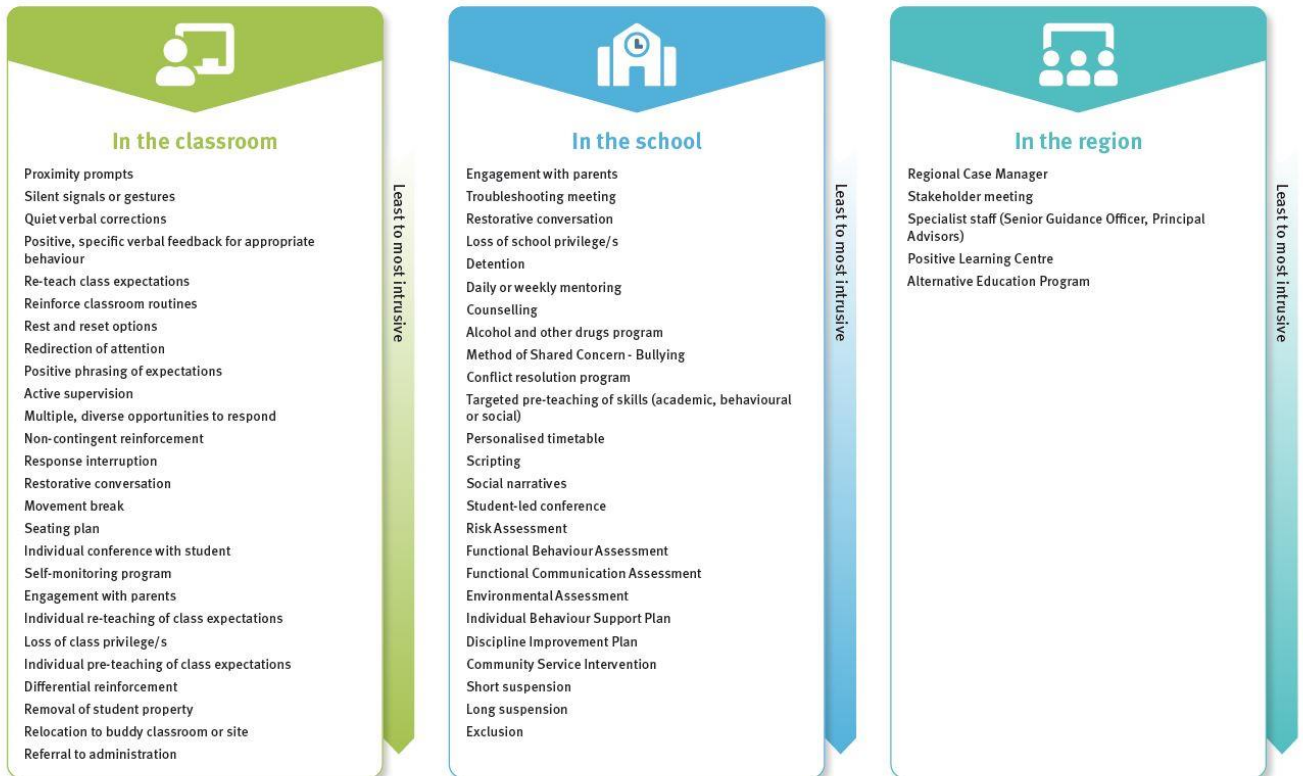 In the classroom
Proximity prompts
Silent signals or gestures
Quiet verbal corrections
Positive, specific verbal feedback for appropriate
behaviour
Re-teach class expectations
Reinforce classroom routines
Rest and reset options
Redirection of attention
Positive phrasing of expectations
Active supervision
Multiple, diverse opportunities to respond
Non-contingent reinforcement
Response interruption
Restorative conversation
Movement break
Seating plan
Individual conference with student
Self-monitoring program
Engagement with parents
Individual re-teaching of class expectations
Loss of class privilege/s
Individual pre-teaching of class expectations
Differential reinforcement
Removal of student property
Relocation to buddy classroom or site
Referral to administration
Least to most intrusive
In the school
Engagement with parents
Troubleshooting meeting
Restorative conversation
Loss of school privilege/s
Detention
Daily or weekly mentoring
Counselling
Alcohol and other drugs program
Method of Shared Concern - Bullying
Conflict resolution program
Targeted pre-teaching of skills (academic, behavioural
or social)
Personalised timetable
Scripting
Social narratives
Student-led conference
Risk Assessment
Functional Behaviour Assessment
Functional Communication Assessment
Environmental Assessment
Individual Behaviour Support Plan
Discipline Improvement Plan
Community Service Intervention
Short suspension
Long suspension
Exclusion
Least to most intrusive
In the region
Regional Case Manager
Stakeholder meeting
Specialist staff (Senior Guidance Officer, Principal
Advisors)
Positive Learning Centre
Alternative Education Program
Least to most intrusive